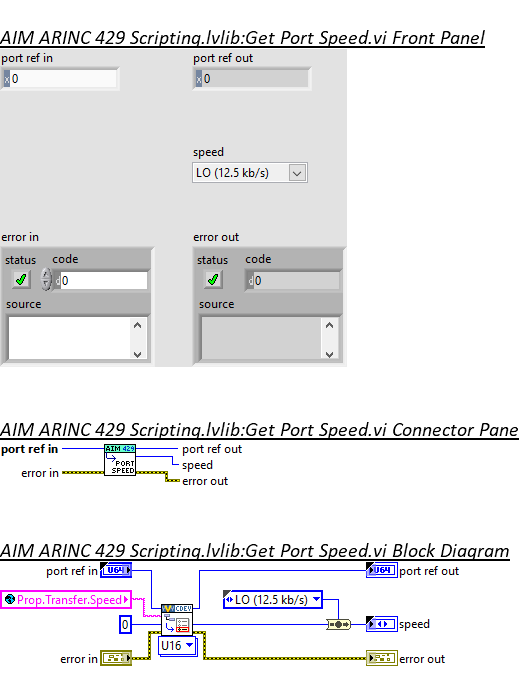 AIM ARINC 429 Scripting.lvlib:Get Port Speed.vi Front Panel
port ref in port ref out
x 0 x 0
speed
LO (12.5 kb/s)
error in error out
status code status code
d 0 d 0
source source
AIM ARINC 429 Scripting.lvlib:Get Port Speed.vi Connector Pane
port ref in AIM 429 port ref out
PORT speed
error in SPEED error out
AIM ARINC 429 Scripting.lvlib:Get Port Speed.vi Block Diagram
port ref in U64 U64 port ref out
Prop.Transfer.Speed CDEV LO (12.5 kb/s)
0 speed
U16
error in error out